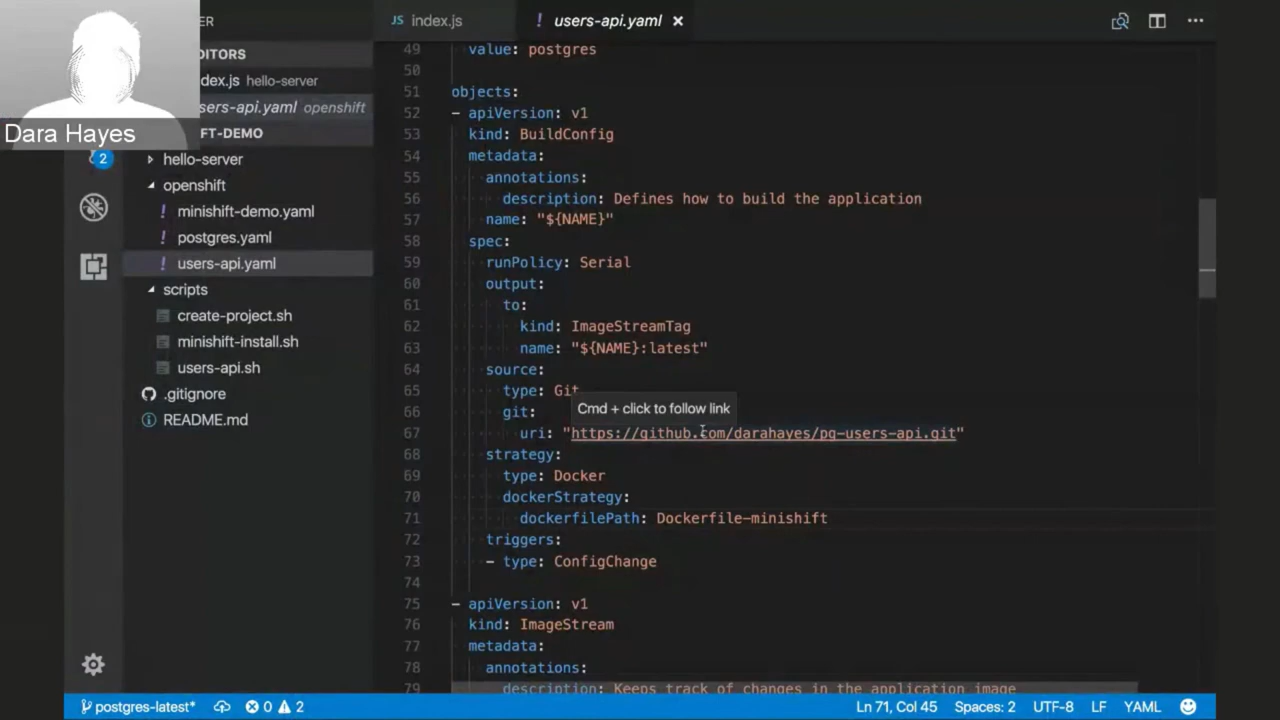 ER
JS index.js
! users-api.yaml ×
DITORS
dex.js hello-server
sers-api.yaml openshift
Dara Hayes
FT-DEMO
2
hello-server
openshift
! minishift-demo.yaml
! postgres.yaml
! users-api.yaml
scripts
create-project.sh
minishift-install.sh
users-api.sh
.gitignore
README.md
49 value: postgres
50
51 objects:
52 - apiVersion: v1
53 kind: BuildConfig
54 metadata:
55 annotations:
56 description: Defines how to build the application
57 name: "${NAME}"
58 spec:
59 runPolicy: Serial
60 output:
61 to:
62 kind: ImageStreamTag
63 name: "${NAME}:latest"
64 source:
65 type: Git
Cmd + click to follow link
66 git:
67 uri: "https://github.com/darahayes/pg-users-api.git"
68 strategy:
69 type: Docker
70 dockerStrategy:
71 dockerfilePath: Dockerfile-minishift
72 triggers:
73 - type: ConfigChange
74
75 - apiVersion: v1
76 kind: ImageStream
77 metadata:
78 annotations:
79 description: Keeps track of changes in the application image
postgres-latest* 0 2 Ln 71, Col 45 Spaces: 2 UTF-8 LF YAML